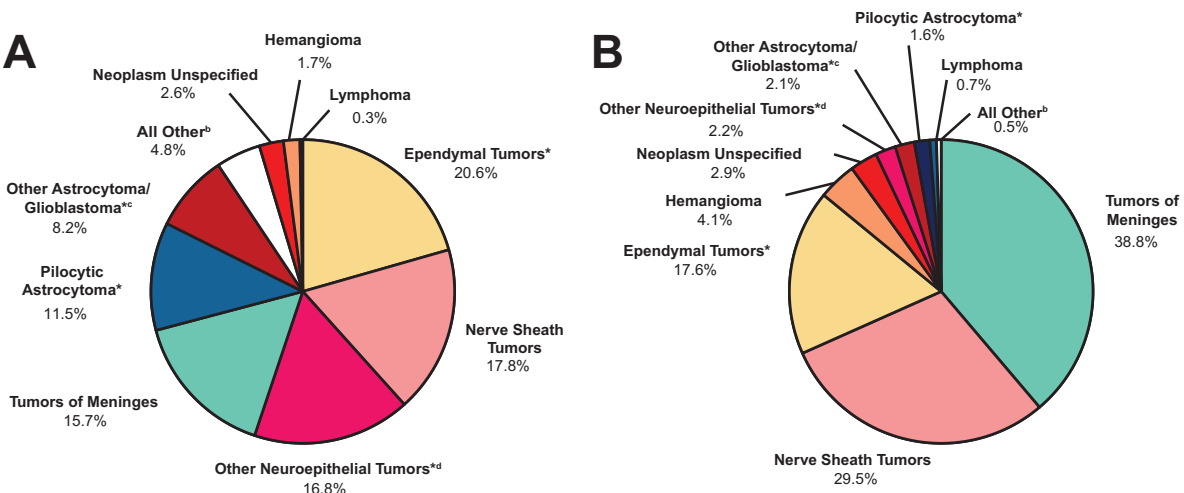 A
Hemangioma
1.7%
Neoplasm Unspecified
2.6%
Lymphoma
0.3%
All Otherᵇ
4.8%
Ependymal Tumors*
20.6%
Other Astrocytoma/
Glioblastoma*ᶜ
8.2%
Pilocytic
Astrocytoma*
11.5%
Nerve Sheath
Tumors
17.8%
Tumors of Meninges
15.7%
Other Neuroepithelial Tumors*ᵈ
16.8%
B
Pilocytic Astrocytoma*
1.6%
Other Astrocytoma/
Glioblastoma*ᶜ
2.1%
Lymphoma
0.7%
Other Neuroepithelial Tumors*ᵈ
2.2%
All Otherᵇ
0.5%
Neoplasm Unspecified
2.9%
Hemangioma
4.1%
Tumors of
Meninges
38.8%
Ependymal Tumors*
17.6%
Nerve Sheath Tumors
29.5%